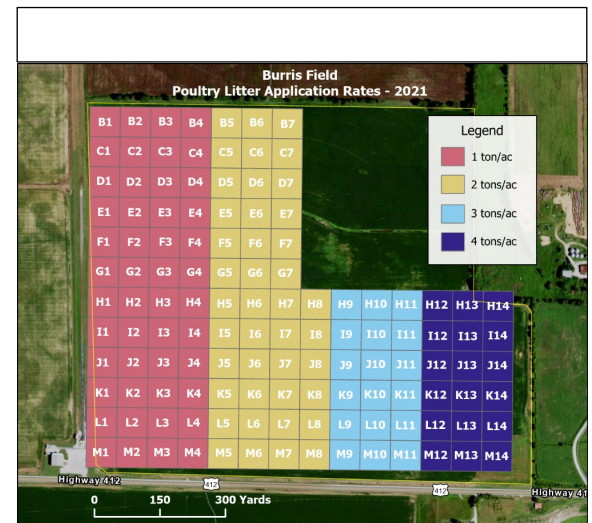 Burris Field
Poultry Litter Application Rates - 2021
Legend
1 ton/ac
2 tons/ac
3 tons/ac
4 tons/ac
B1 B2 B3 B4 B5 B6 B7
C1 C2 C3 C4 C5 C6 C7
D1 D2 D3 D4 D5 D6 D7
E1 E2 E3 E4 E5 E6 E7
F1 F2 F3 F4 F5 F6 F7
G1 G2 G3 G4 G5 G6 G7
H1 H2 H3 H4 H5 H6 H7 H8 H9 H10 H11 H12 H13 H14
I1 I2 I3 I4 I5 I6 I7 I8 I9 I10 I11 I12 I13 I14
J1 J2 J3 J4 J5 J6 J7 J8 J9 J10 J11 J12 J13 J14
K1 K2 K3 K4 K5 K6 K7 K8 K9 K10 K11 K12 K13 K14
L1 L2 L3 L4 L5 L6 L7 L8 L9 L10 L11 L12 L13 L14
M1 M2 M3 M4 M5 M6 M7 M8 M9 M10 M11 M12 M13 M14
Highway 412 412 412 Highway 41
0 150 300 Yards